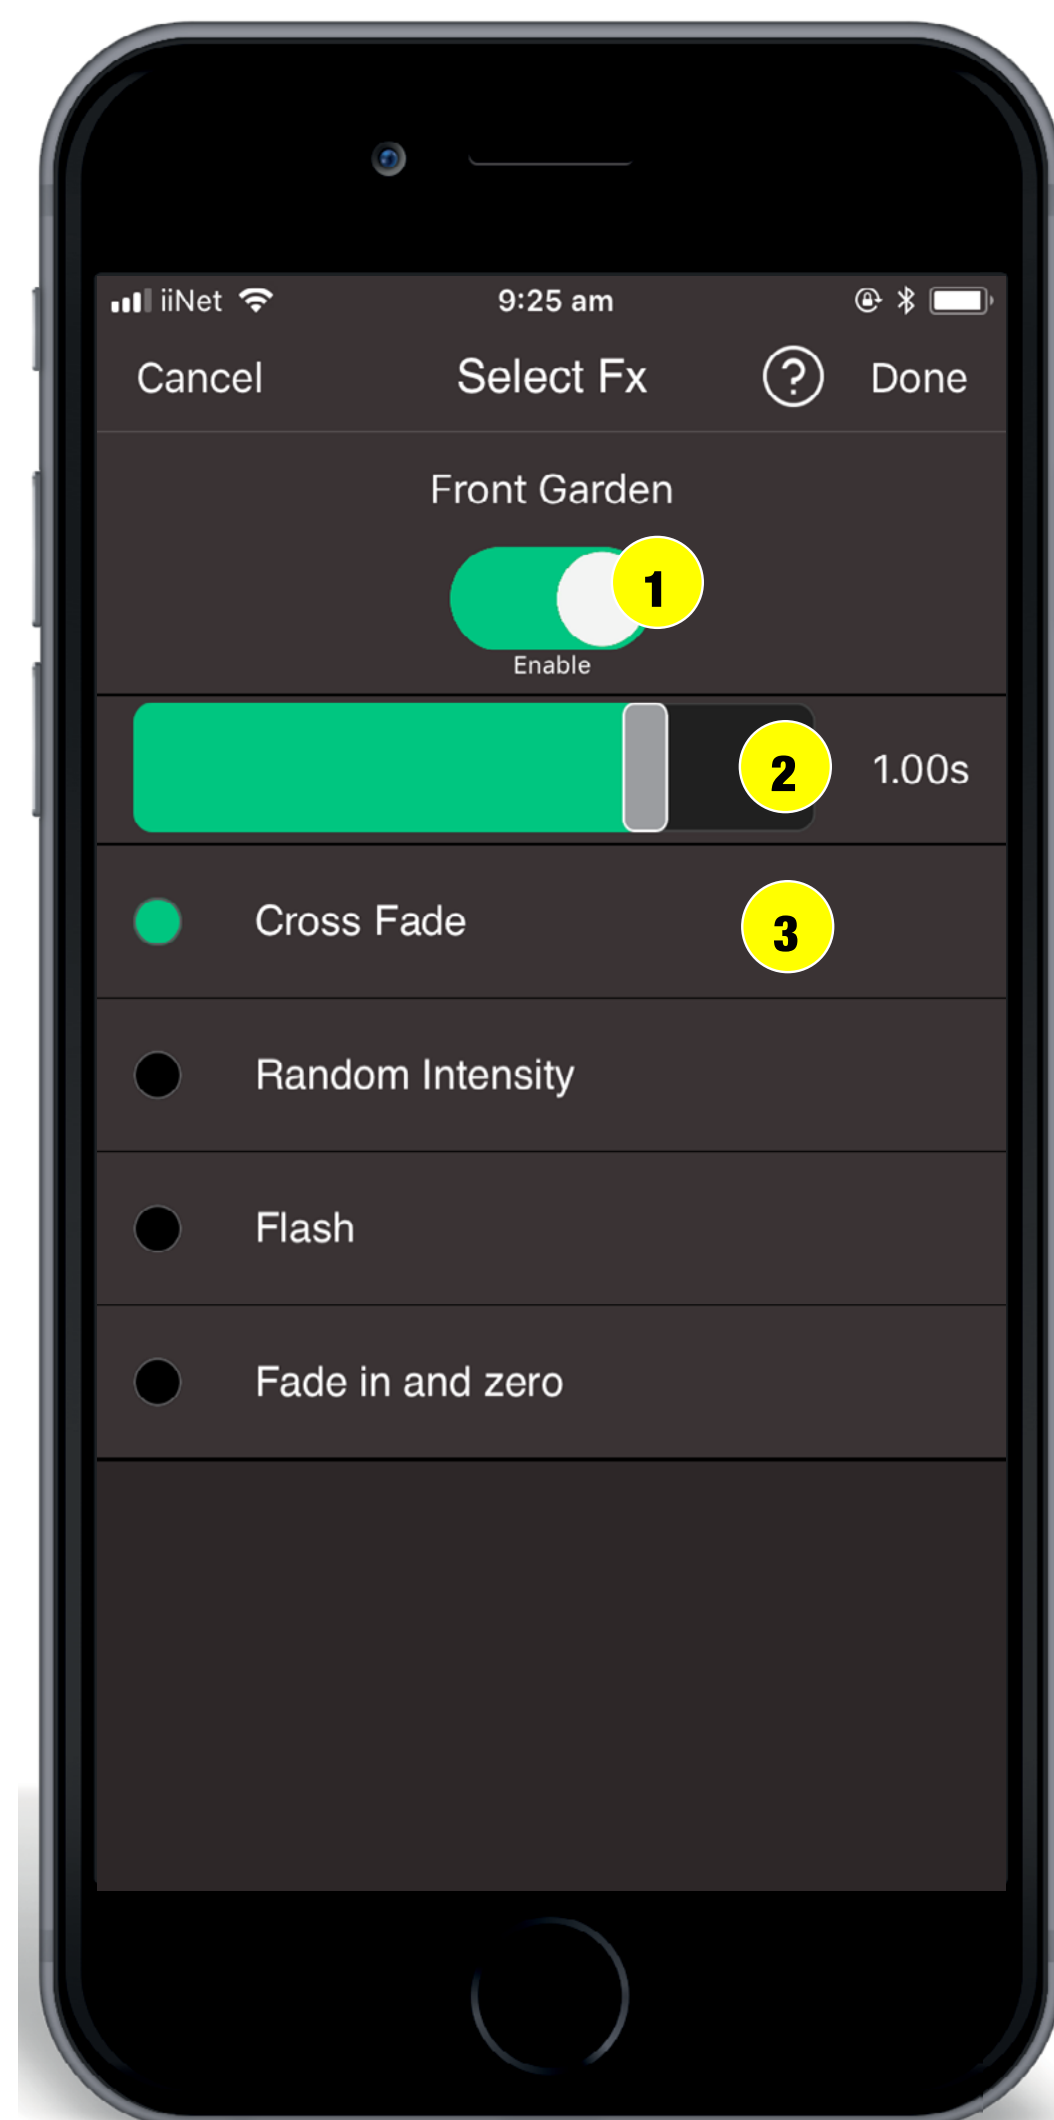 iiNet 9:25 am
Cancel Select Fx ? Done
Front Garden
1
Enable
2 1.00s
Cross Fade 3
Random Intensity
Flash
Fade in and zero